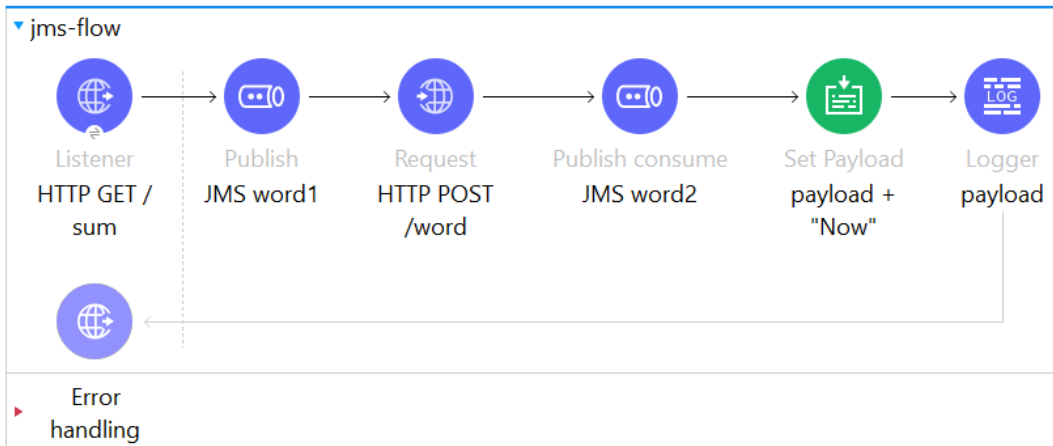 jms-flow
LOG
Listener
Publish
Request
Publish consume
Set Payload
Logger
HTTP GET /
sum
JMS word1
HTTP POST
/word
JMS word2
payload +
"Now"
payload
Error
handling